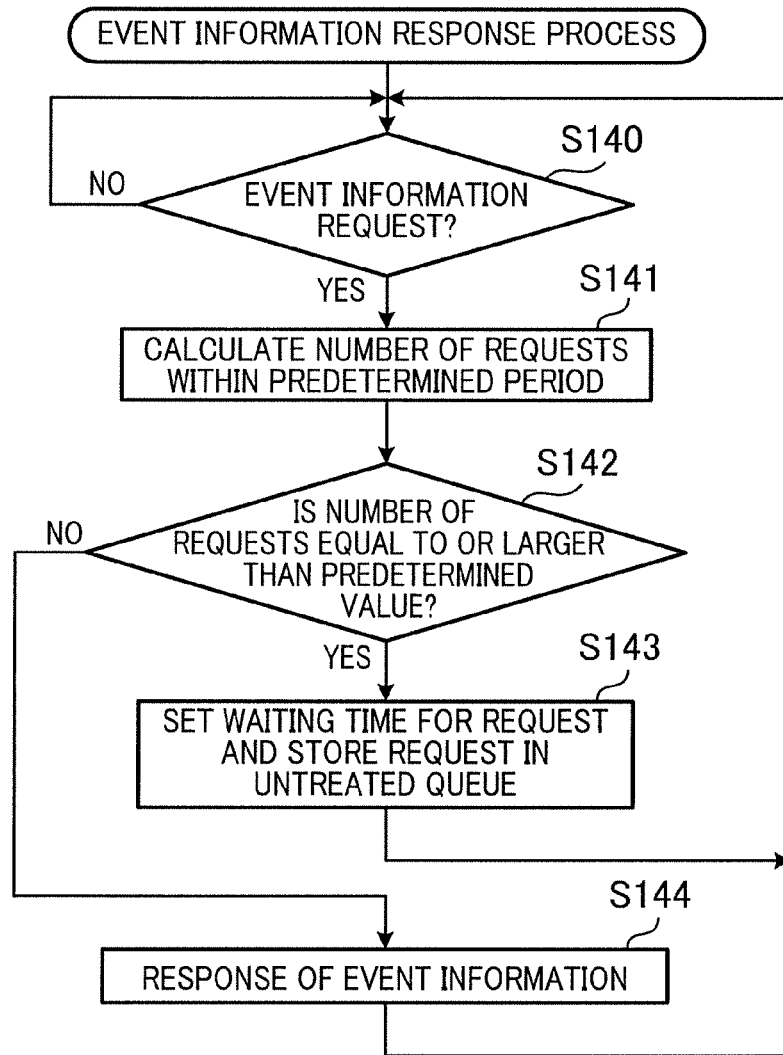 EVENT INFORMATION RESPONSE PROCESS
S140
NO
EVENT INFORMATION
REQUEST?
YES
S141
CALCULATE NUMBER OF REQUESTS
WITHIN PREDETERMINED PERIOD
S142
NO
IS NUMBER OF
REQUESTS EQUAL TO OR LARGER
THAN PREDETERMINED
VALUE?
YES
S143
SET WAITING TIME FOR REQUEST
AND STORE REQUEST IN
UNTREATED QUEUE
S144
RESPONSE OF EVENT INFORMATION